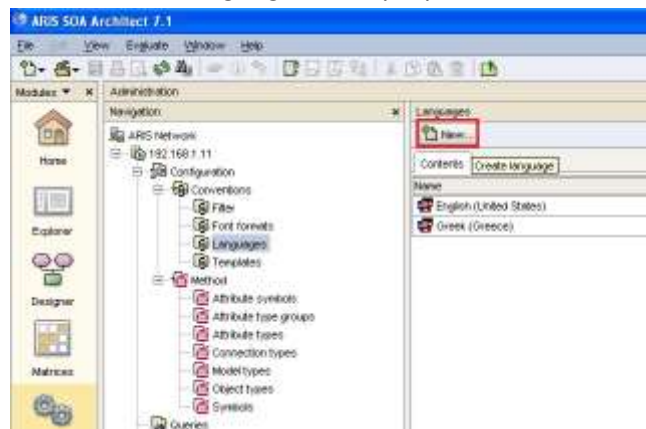 ARIS SOA Architect 7.1
File View Evaluate Window Help
Modules Administration
Navigation
Languages
New...
ARIS Network
192.168.1.11
Home
Contents
Create language
Configuration
Name
Conventions
English (United States)
Filter
Greek (Greece)
Font formats
Explorer
Languages
Templates
Method
Designer
Attribute symbols
Attribute type groups
Attribute types
Connection types
Matrices
Model types
Object types
Symbols
Queries